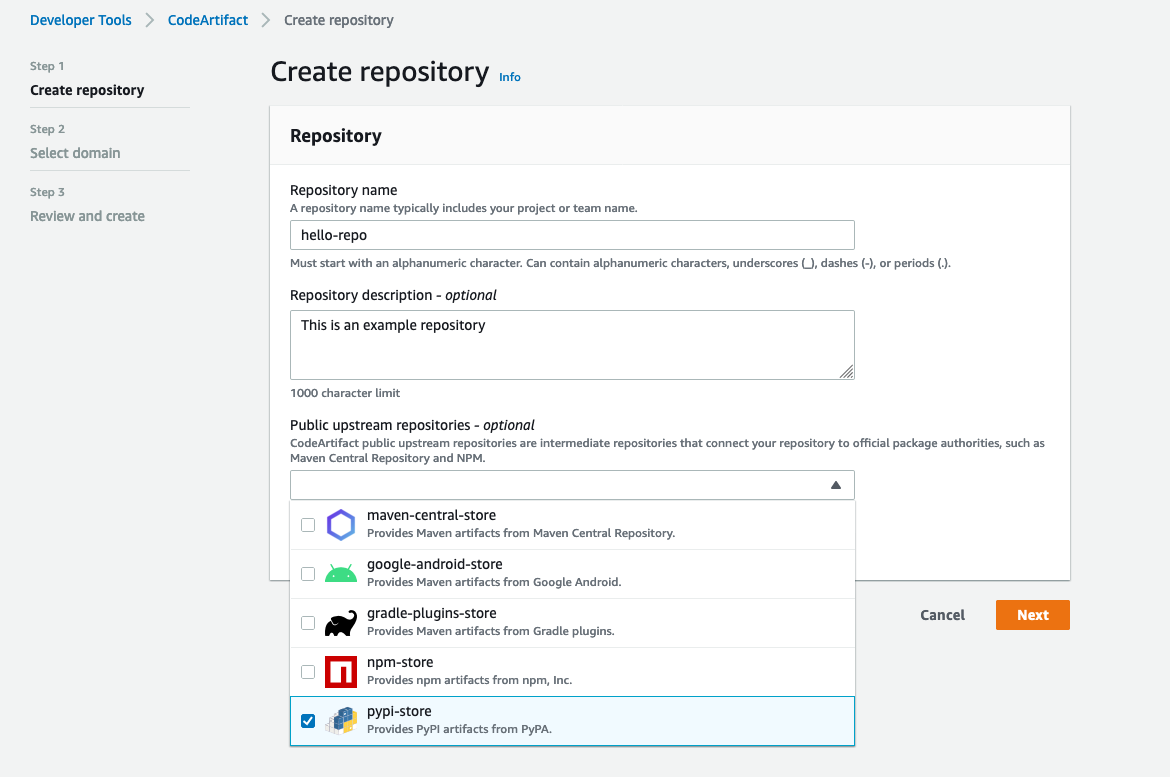 Developer Tools > CodeArtifact > Create repository
Step 1
Create repository
Step 2
Select domain
Step 3
Review and create
Create repository Info
Repository
Repository name
A repository name typically includes your project or team name.
hello-repo
Must start with an alphanumeric character. Can contain alphanumeric characters, underscores (_), dashes (-), or periods (.).
Repository description - optional
This is an example repository
1000 character limit
Public upstream repositories - optional
CodeArtifact public upstream repositories are intermediate repositories that connect your repository to official package authorities, such as
Maven Central Repository and NPM.
maven-central-store
Provides Maven artifacts from Maven Central Repository.
google-android-store
Provides Maven artifacts from Google Android.
gradle-plugins-store
Provides Maven artifacts from Gradle plugins.
npm-store
Provides npm artifacts from npm, Inc.
pypi-store
Provides PyPI artifacts from PyPA.
Cancel
Next